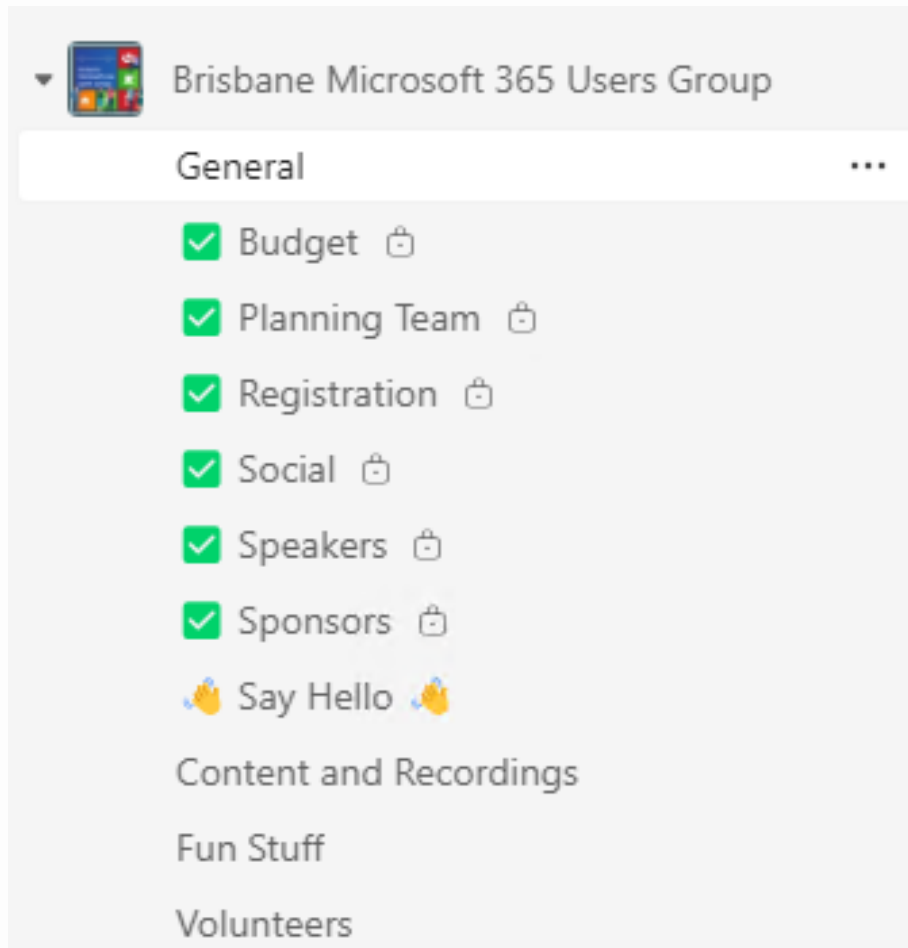 Brisbane Microsoft 365 Users Group
General
Budget
Planning Team
Registration
Social
Speakers
Sponsors
Say Hello
Content and Recordings
Fun Stuff
Volunteers